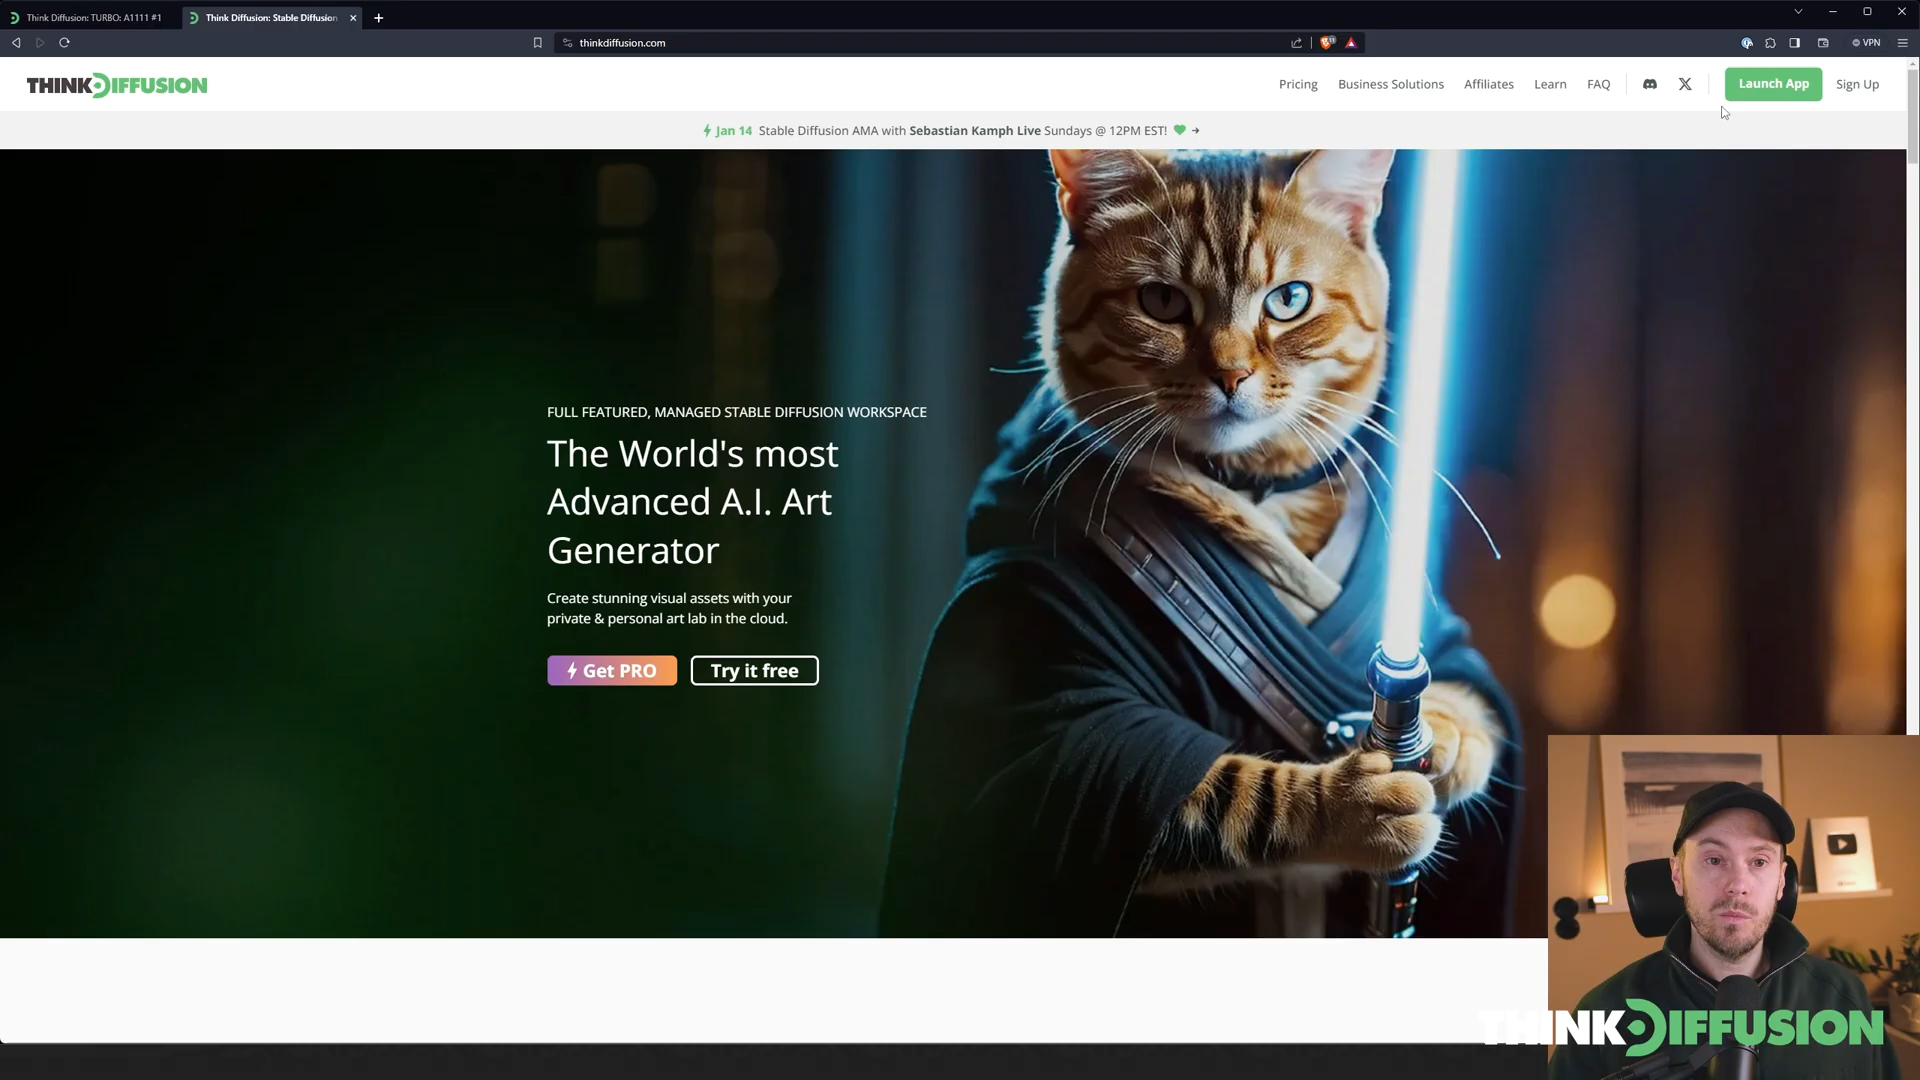 Think Diffusion: TURBO: A1111 #1
Think Diffusion: Stable Diffusion
thinkdiffusion.com
11
VPN
THINKDIFFUSION
Pricing
Business Solutions
Affiliates
Learn
FAQ
Launch App
Sign Up
Jan 14 Stable Diffusion AMA with Sebastian Kamph Live Sundays @ 12PM EST!
FULL FEATURED, MANAGED STABLE DIFFUSION WORKSPACE
The World's most
Advanced A.I. Art
Generator
Create stunning visual assets with your
private & personal art lab in the cloud.
Get PRO
Try it free
THINKDIFFUSION